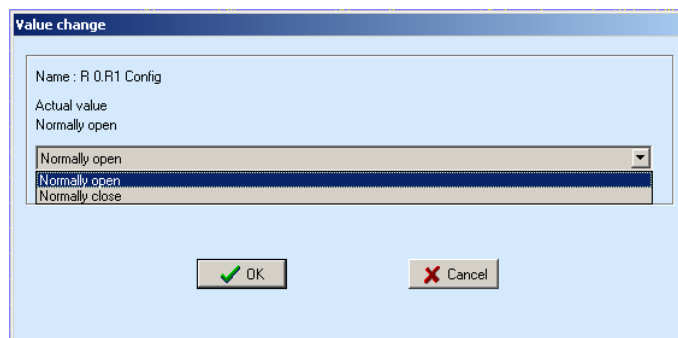 Value change
Name : R 0.R1 Config
Actual value
Normally open
Normally open
Normally open
Normally close
OK
Cancel